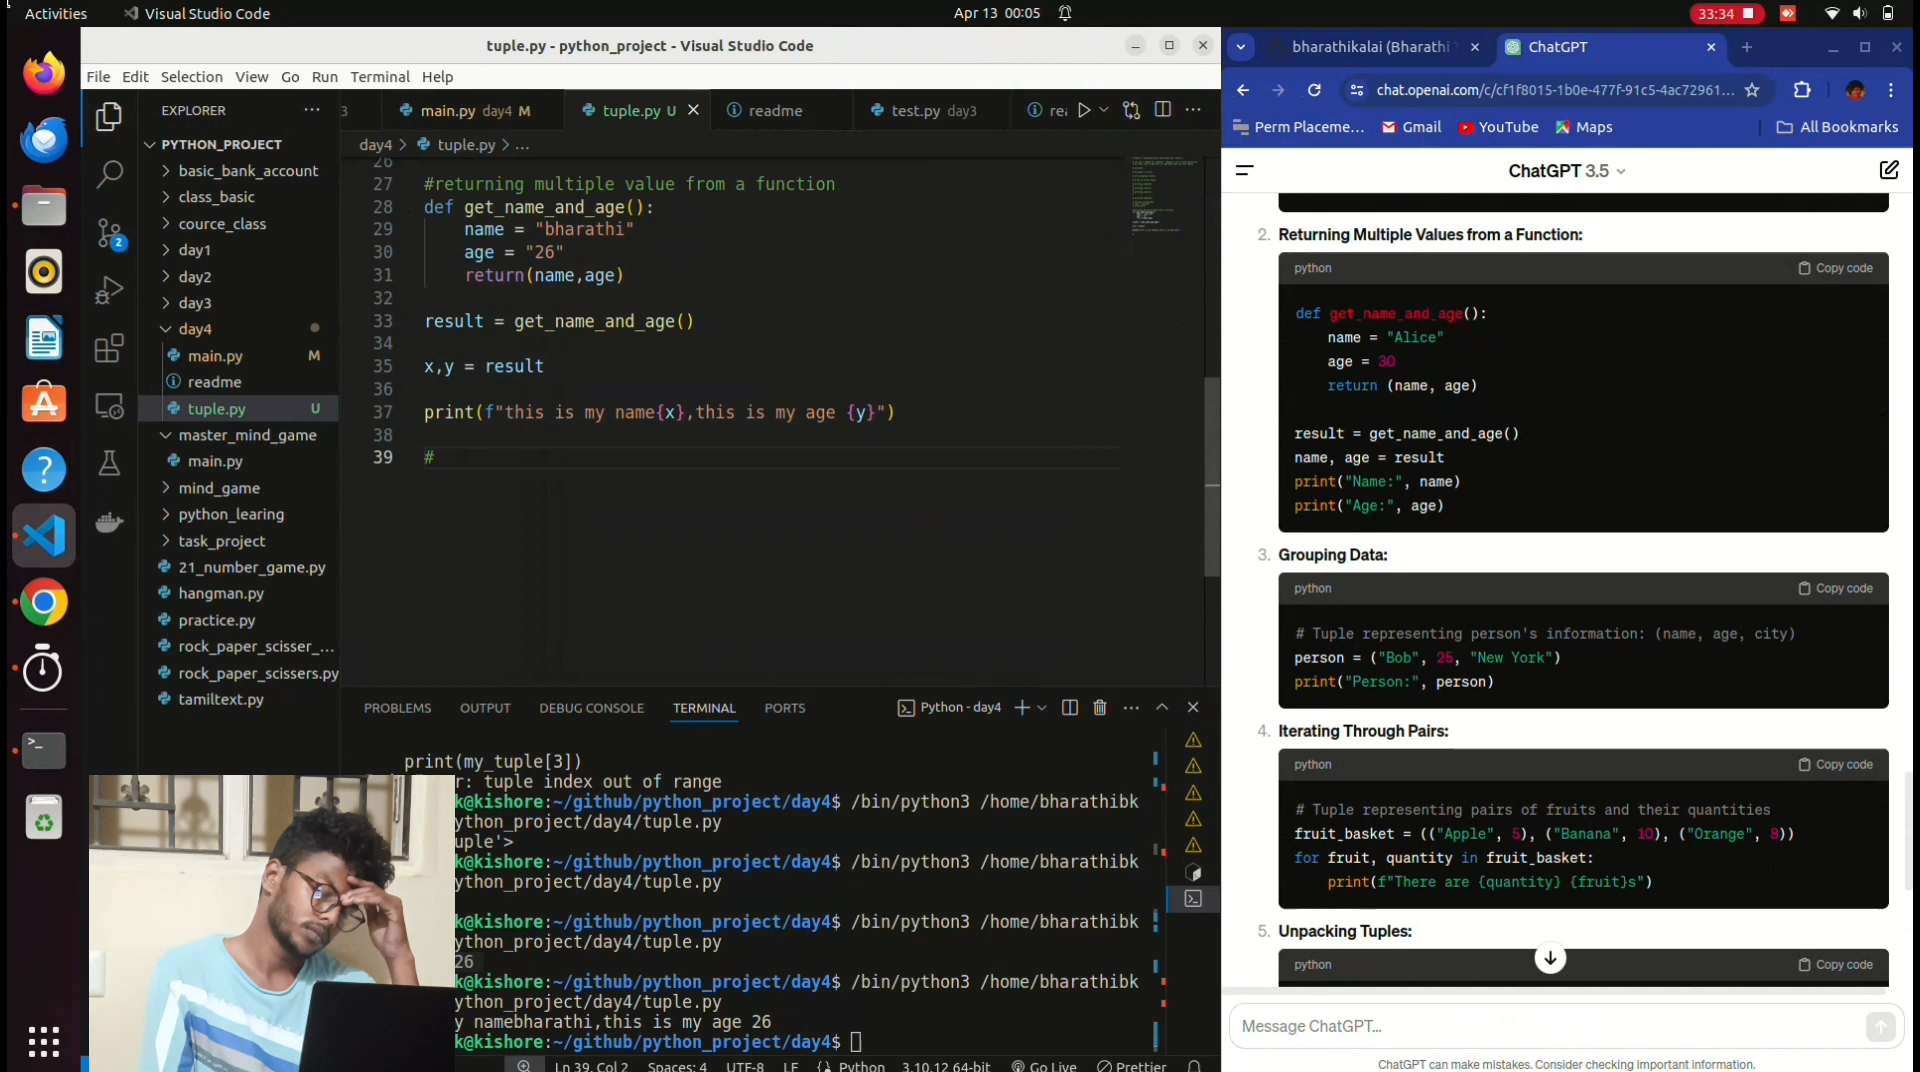 Activities
Visual Studio Code
Apr 13 00:05
33:34
tuple.py - python_project - Visual Studio Code
File Edit Selection View Go Run Terminal Help
EXPLORER
PYTHON_PROJECT
basic_bank_account
class_basic
cource_class
day1
day2
day3
day4
main.py M
readme
tuple.py U
master_mind_game
main.py
mind_game
python_learing
task_project
21_number_game.py
hangman.py
practice.py
rock_paper_scisser_...
rock_paper_scissers.py
tamiltext.py
2
3 main.py day4 M tuple.py U readme test.py day3 re
day4 > tuple.py > ...
26
27 #returning multiple value from a function
28 def get_name_and_age():
29 name = "bharathi"
30 age = "26"
31 return(name,age)
32
33 result = get_name_and_age()
34
35 x,y = result
36
37 print(f"this is my name{x},this is my age {y}")
38
39 #
PROBLEMS OUTPUT DEBUG CONSOLE TERMINAL PORTS
Python - day4
print(my_tuple[3])
r: tuple index out of range
k@kishore:~/github/python_project/day4$ /bin/python3 /home/bharathibk
ython_project/day4/tuple.py
uple'>
k@kishore:~/github/python_project/day4$ /bin/python3 /home/bharathibk
ython_project/day4/tuple.py
k@kishore:~/github/python_project/day4$ /bin/python3 /home/bharathibk
ython_project/day4/tuple.py
26
k@kishore:~/github/python_project/day4$ /bin/python3 /home/bharathibk
ython_project/day4/tuple.py
y namebharathi,this is my age 26
k@kishore:~/github/python_project/day4$
Ln 39, Col 2 Spaces: 4 UTF-8 LF Python 3.10.12 64-bit Go Live Prettier
bharathikalai (Bharathi
ChatGPT
chat.openai.com/c/cf1f8015-1b0e-477f-91c5-4ac72961...
Perm Placeme... Gmail YouTube Maps All Bookmarks
ChatGPT 3.5
2. Returning Multiple Values from a Function:
python Copy code
def get_name_and_age():
name = "Alice"
age = 30
return (name, age)
result = get_name_and_age()
name, age = result
print("Name:", name)
print("Age:", age)
3. Grouping Data:
python Copy code
# Tuple representing person's information: (name, age, city)
person = ("Bob", 25, "New York")
print("Person:", person)
4. Iterating Through Pairs:
python Copy code
# Tuple representing pairs of fruits and their quantities
fruit_basket = (("Apple", 5), ("Banana", 10), ("Orange", 8))
for fruit, quantity in fruit_basket:
print(f"There are {quantity} {fruit}s")
5. Unpacking Tuples:
python Copy code
Message ChatGPT...
ChatGPT can make mistakes. Consider checking important information.